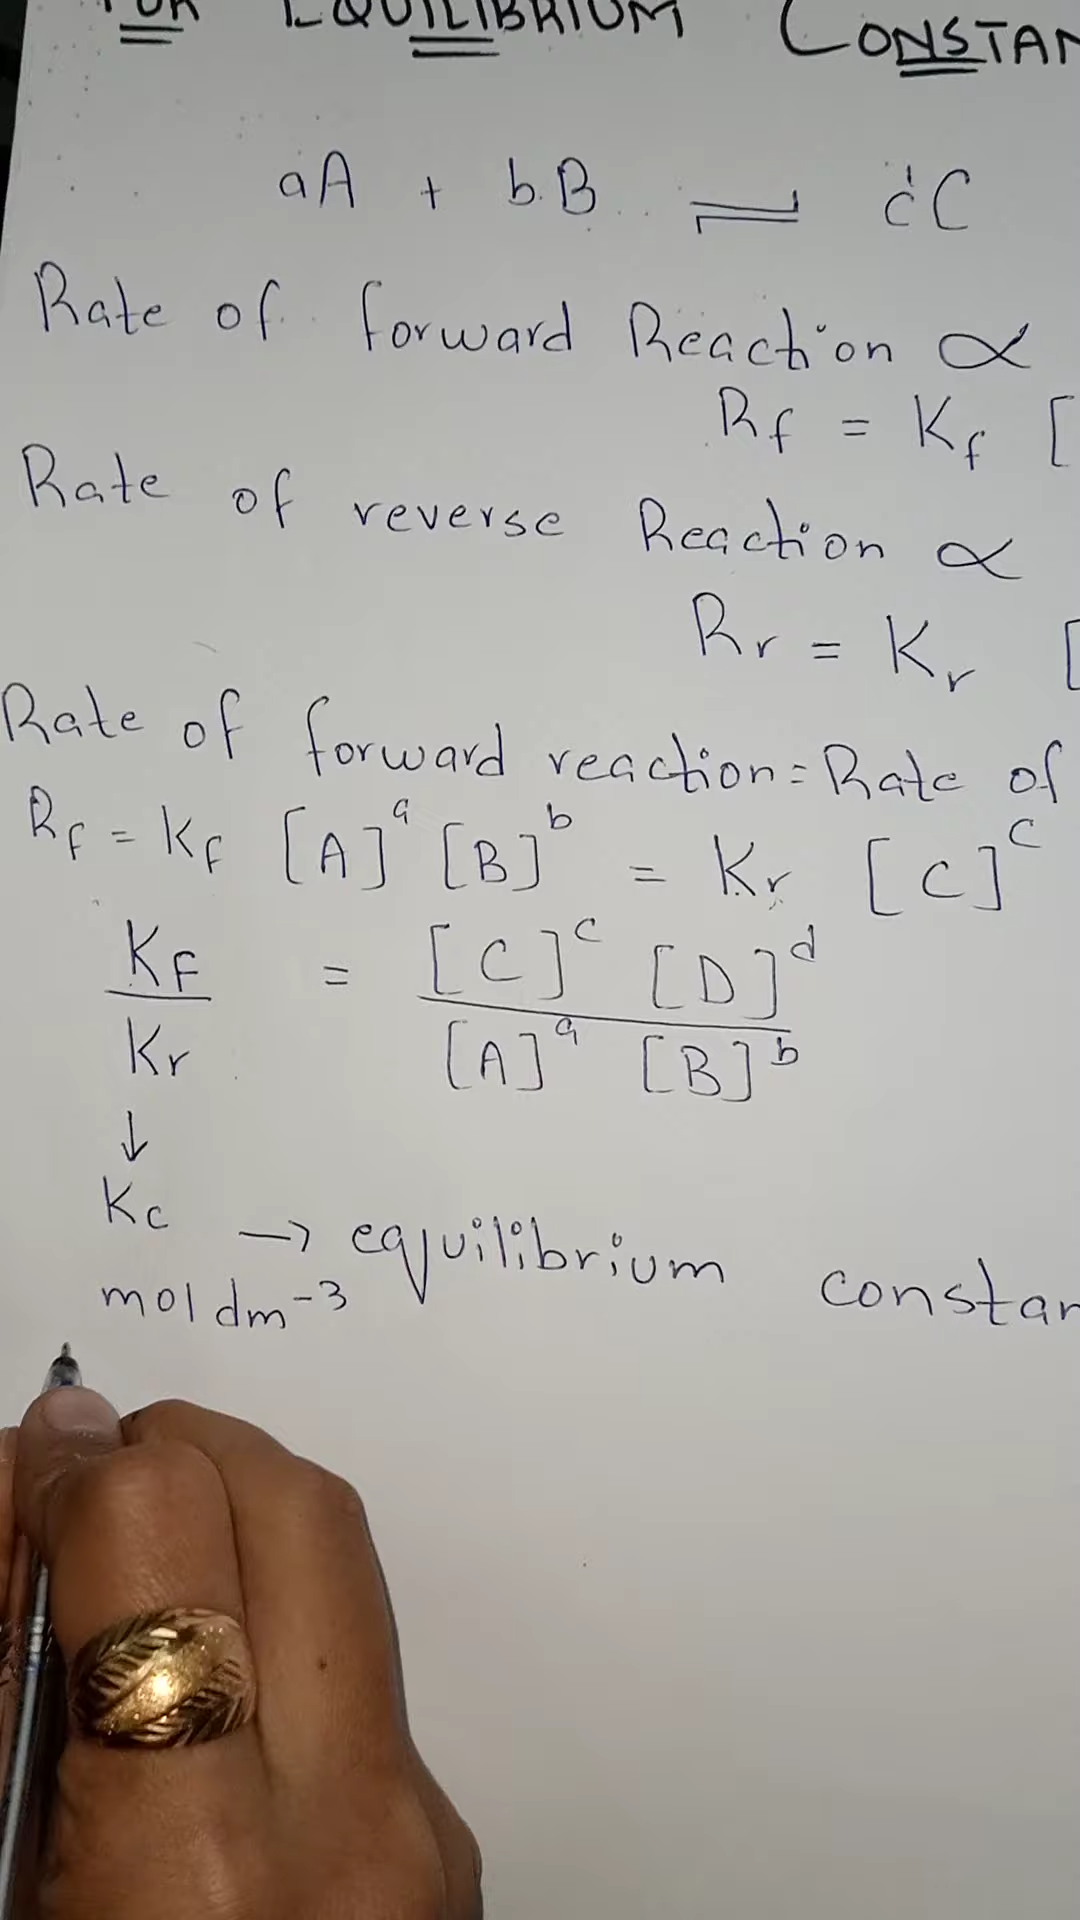 FOR EQUILIBRIUM CONSTAN
aA + bB ⇌ cC
Rate of forward Reaction ∝
Rf = Kf [
Rate of reverse Reaction ∝
Rr = Kr [
Rate of forward reaction = Rate of
Rf = Kf [A]^a [B]^b = Kr [C]^c
KF/Kr = [C]^c [D]^d / [A]^a [B]^b
↓
Kc → equilibrium constan
mol dm^-3